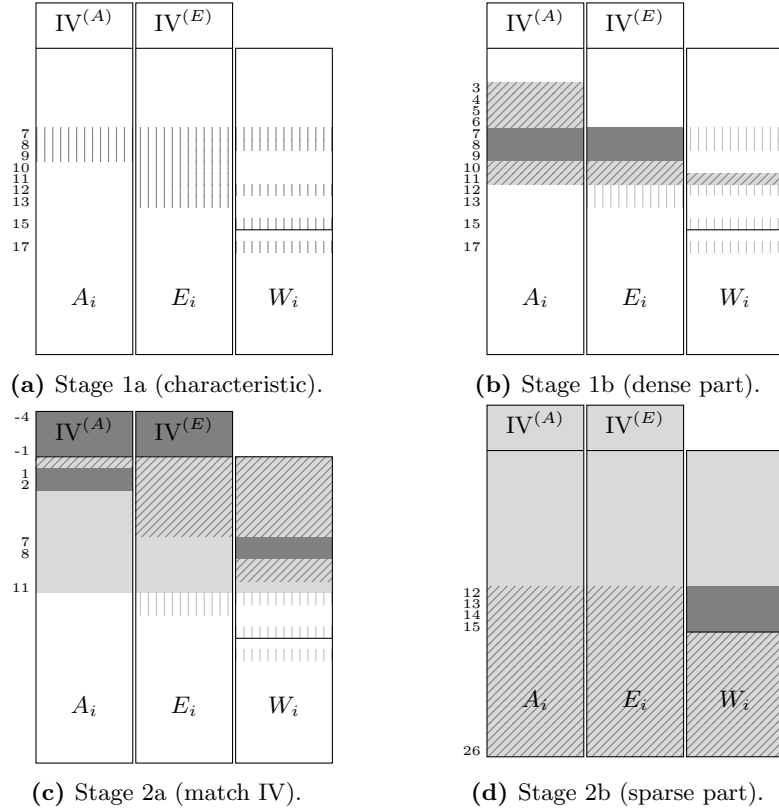 IV(A) IV(E)
7
8
9
10
11
12
13
15
17
Ai Ei Wi
(a) Stage 1a (characteristic).
IV(A) IV(E)
3
4
5
6
7
8
9
10
11
12
13
15
17
Ai Ei Wi
(b) Stage 1b (dense part).
-4
IV(A) IV(E)
-1
1
2
7
8
11
Ai Ei Wi
(c) Stage 2a (match IV).
IV(A) IV(E)
12
13
14
15
Ai Ei Wi
26
(d) Stage 2b (sparse part).